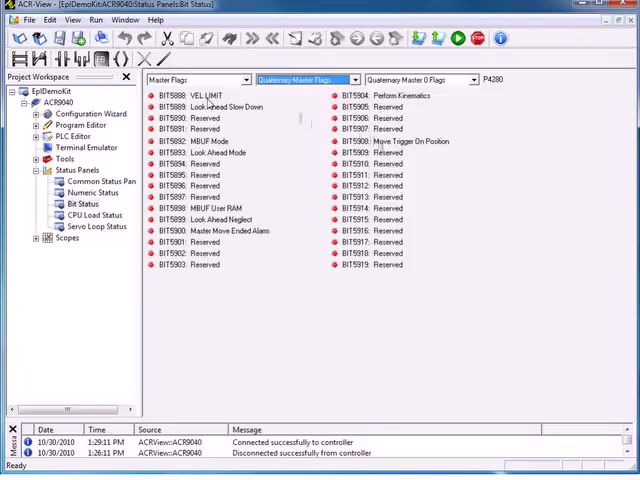 ACR-View - [EplDemoKit:ACR9040:Status Panels:Bit Status]
File Edit View Run Window Help
Project Workspace
EplDemoKit
ACR9040
Configuration Wizard
Program Editor
PLC Editor
Terminal Emulator
Tools
Status Panels
Common Status Pan
Numeric Status
Bit Status
CPU Load Status
Servo Loop Status
Scopes
Master Flags Quaternary Master Flags Quaternary Master 0 Flags P4280
BIT5888: VEL LIMIT BIT5904: Perform Kinematics
BIT5889: Look Ahead Slow Down BIT5905: Reserved
BIT5890: Reserved BIT5906: Reserved
BIT5891: Reserved BIT5907: Reserved
BIT5892: MBUF Mode BIT5908: Move Trigger On Position
BIT5893: Look Ahead Mode BIT5909: Reserved
BIT5894: Reserved BIT5910: Reserved
BIT5895: Reserved BIT5911: Reserved
BIT5896: Reserved BIT5912: Reserved
BIT5897: Reserved BIT5913: Reserved
BIT5898: MBUF User RAM BIT5914: Reserved
BIT5899: Look Ahead Neglect BIT5915: Reserved
BIT5900: Master Move Ended Alarm BIT5916: Reserved
BIT5901: Reserved BIT5917: Reserved
BIT5902: Reserved BIT5918: Reserved
BIT5903: Reserved BIT5919: Reserved
Messa
Date Time Source Message
10/30/2010 1:29:11 PM ACRView::ACR9040 Connected successfully to controller
10/30/2010 1:26:11 PM ACRView::ACR9040 Disconnected successfully from controller
Ready
STOP